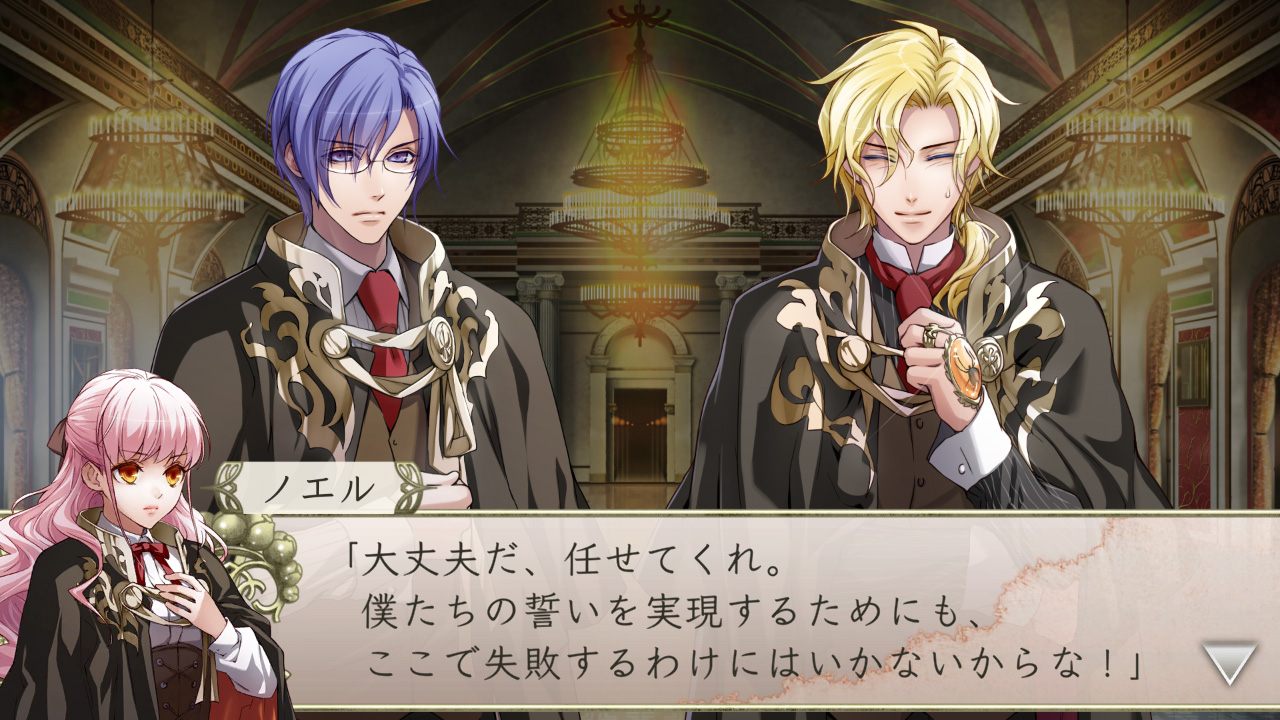 ノエル
「大丈夫だ、任せてくれ。
僕たちの誓いを実現するためにも、
ここで失敗するわけにはいかないからな！」